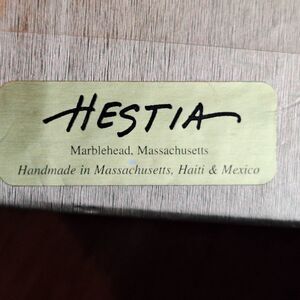 HESTIA
Marblehead, Massachusetts
Handmade in Massachusetts, Haiti & Mexico